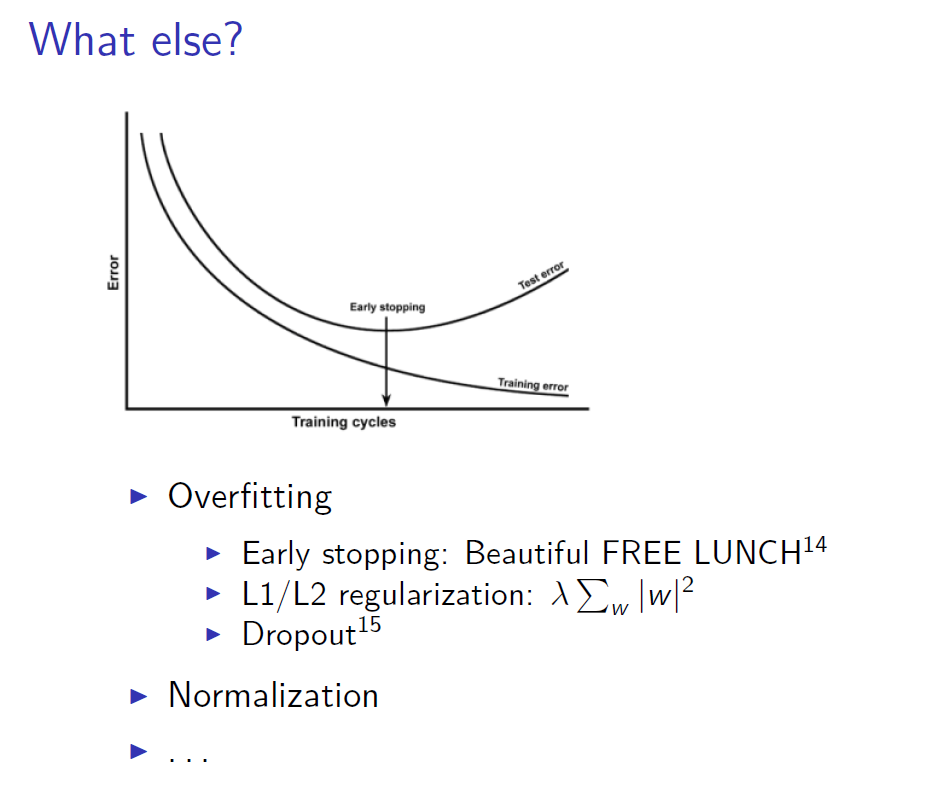 What else?
Error
Early stopping
Test error
Training error
Training cycles
Overfitting
Early stopping: Beautiful FREE LUNCH¹⁴
L1/L2 regularization: λ∑_w |w|²
Dropout¹⁵
Normalization
...